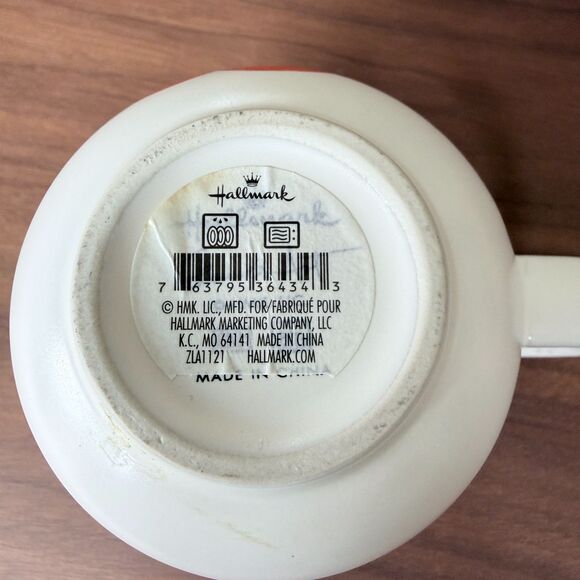 Hallmark
7 63795 36434 3
© HMK. LIC., MFD. FOR/FABRIQUÉ POUR
HALLMARK MARKETING COMPANY, LLC
K.C., MO 64141 MADE IN CHINA
ZLA1121 HALLMARK.COM
MADE IN CHINA